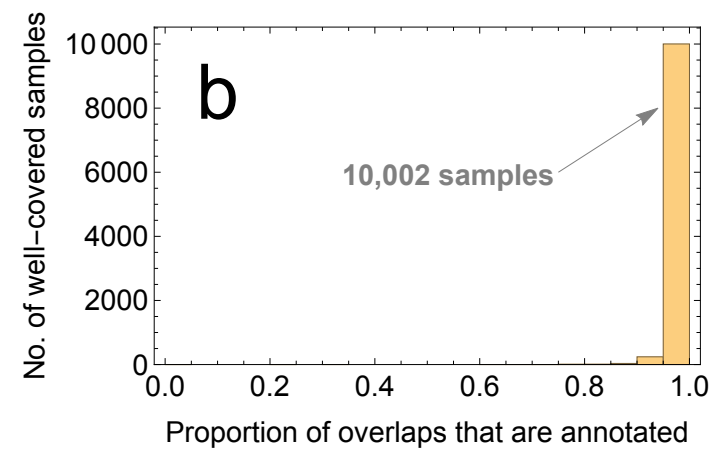 b
No. of well−covered samples
10 000
8000
6000
4000
2000
0
10,002 samples
0.0 0.2 0.4 0.6 0.8 1.0
Proportion of overlaps that are annotated